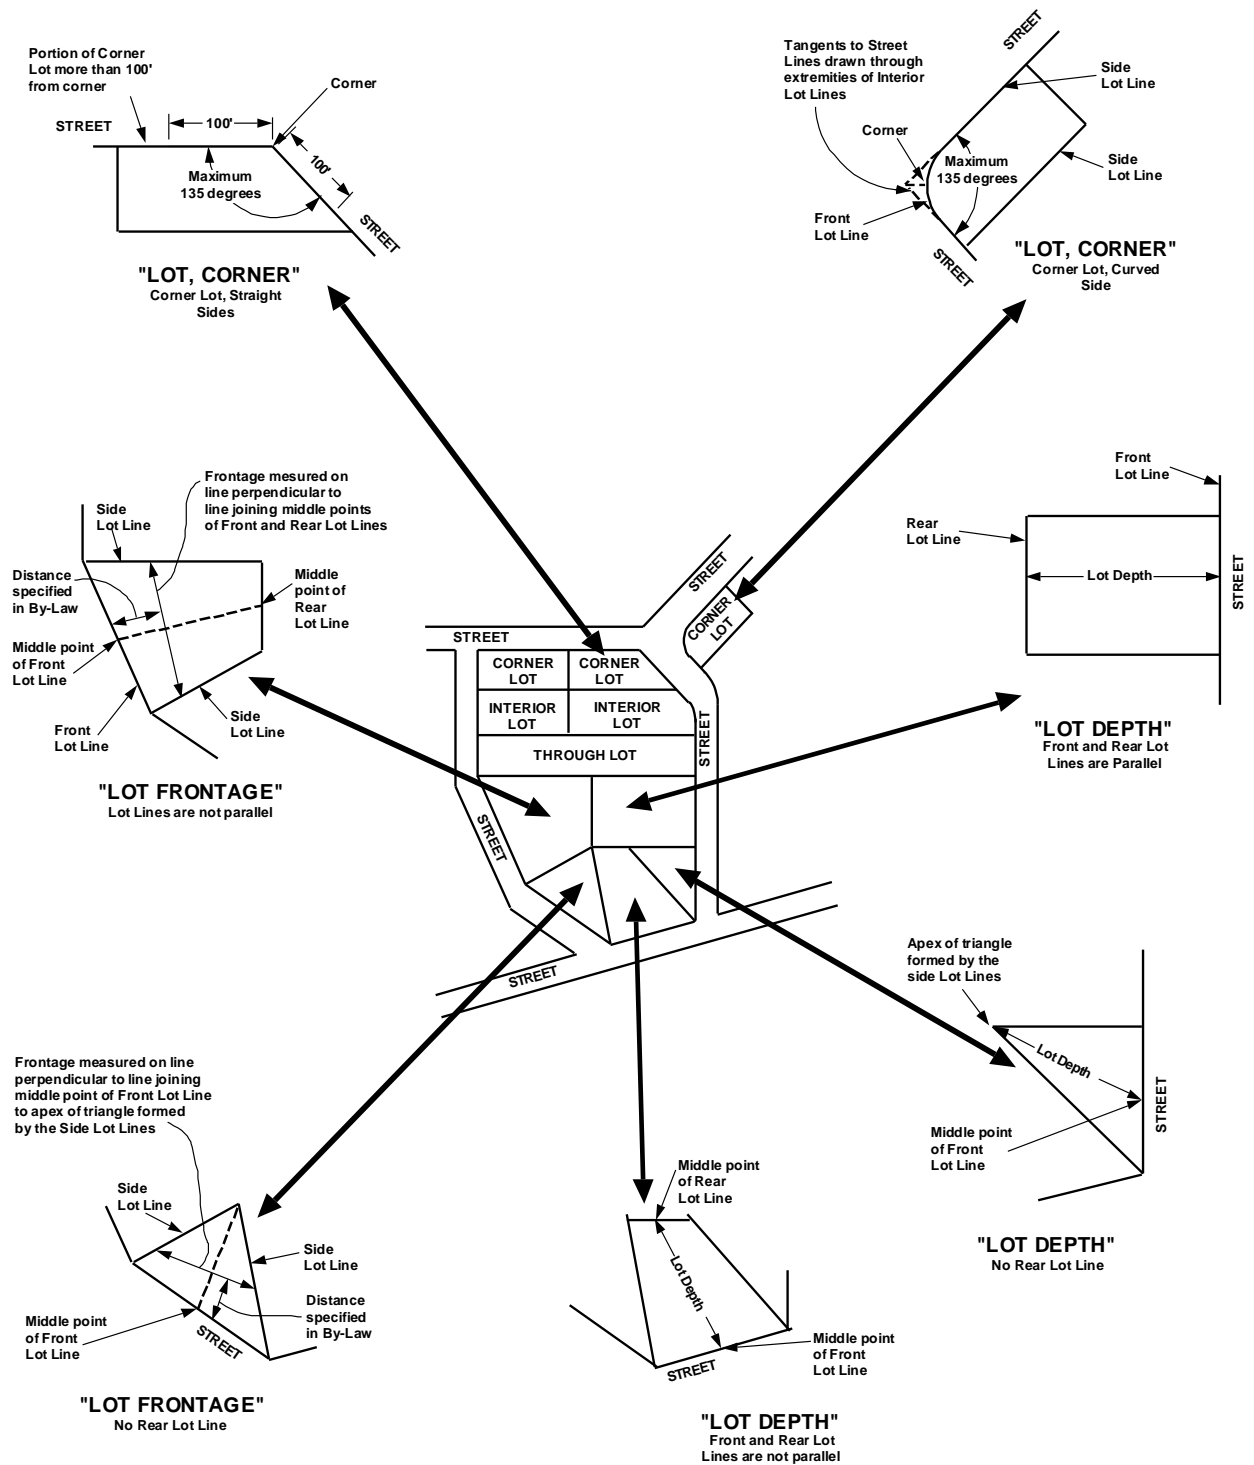 Portion of Corner
Lot more than 100'
from corner
Corner
STREET
100'
100'
Maximum
135 degrees
STREET
"LOT, CORNER"
Corner Lot, Straight
Sides
STREET
Tangents to Street
Lines drawn through
extremities of Interior
Lot Lines
Side
Lot Line
Corner
Maximum
135 degrees
Side
Lot Line
Front
Lot Line
STREET
"LOT, CORNER"
Corner Lot, Curved
Side
Frontage mesured on
line perpendicular to
line joining middle points
of Front and Rear Lot Lines
Side
Lot Line
Distance
specified
in By-Law
Middle
point of
Rear
Lot Line
Middle point
of Front
Lot Line
Front
Lot Line
Side
Lot Line
"LOT FRONTAGE"
Lot Lines are not parallel
Front
Lot Line
Rear
Lot Line
Lot Depth
STREET
"LOT DEPTH"
Front and Rear Lot
Lines are Parallel
STREET
STREET
CORNER
LOT
CORNER
LOT
CORNER
LOT
INTERIOR
LOT
INTERIOR
LOT
STREET
THROUGH LOT
STREET
STREET
Apex of triangle
formed by the
side Lot Lines
Lot Depth
STREET
Middle point
of Front
Lot Line
"LOT DEPTH"
No Rear Lot Line
Frontage measured on line
perpendicular to line joining
middle point of Front Lot Line
to apex of triangle formed
by the Side Lot Lines
Side
Lot Line
Side
Lot Line
Distance
specified
in By-Law
Middle point
of Front
Lot Line
STREET
"LOT FRONTAGE"
No Rear Lot Line
Middle point
of Rear
Lot Line
Lot Depth
Middle point
of Front
Lot Line
STREET
"LOT DEPTH"
Front and Rear Lot
Lines are not parallel